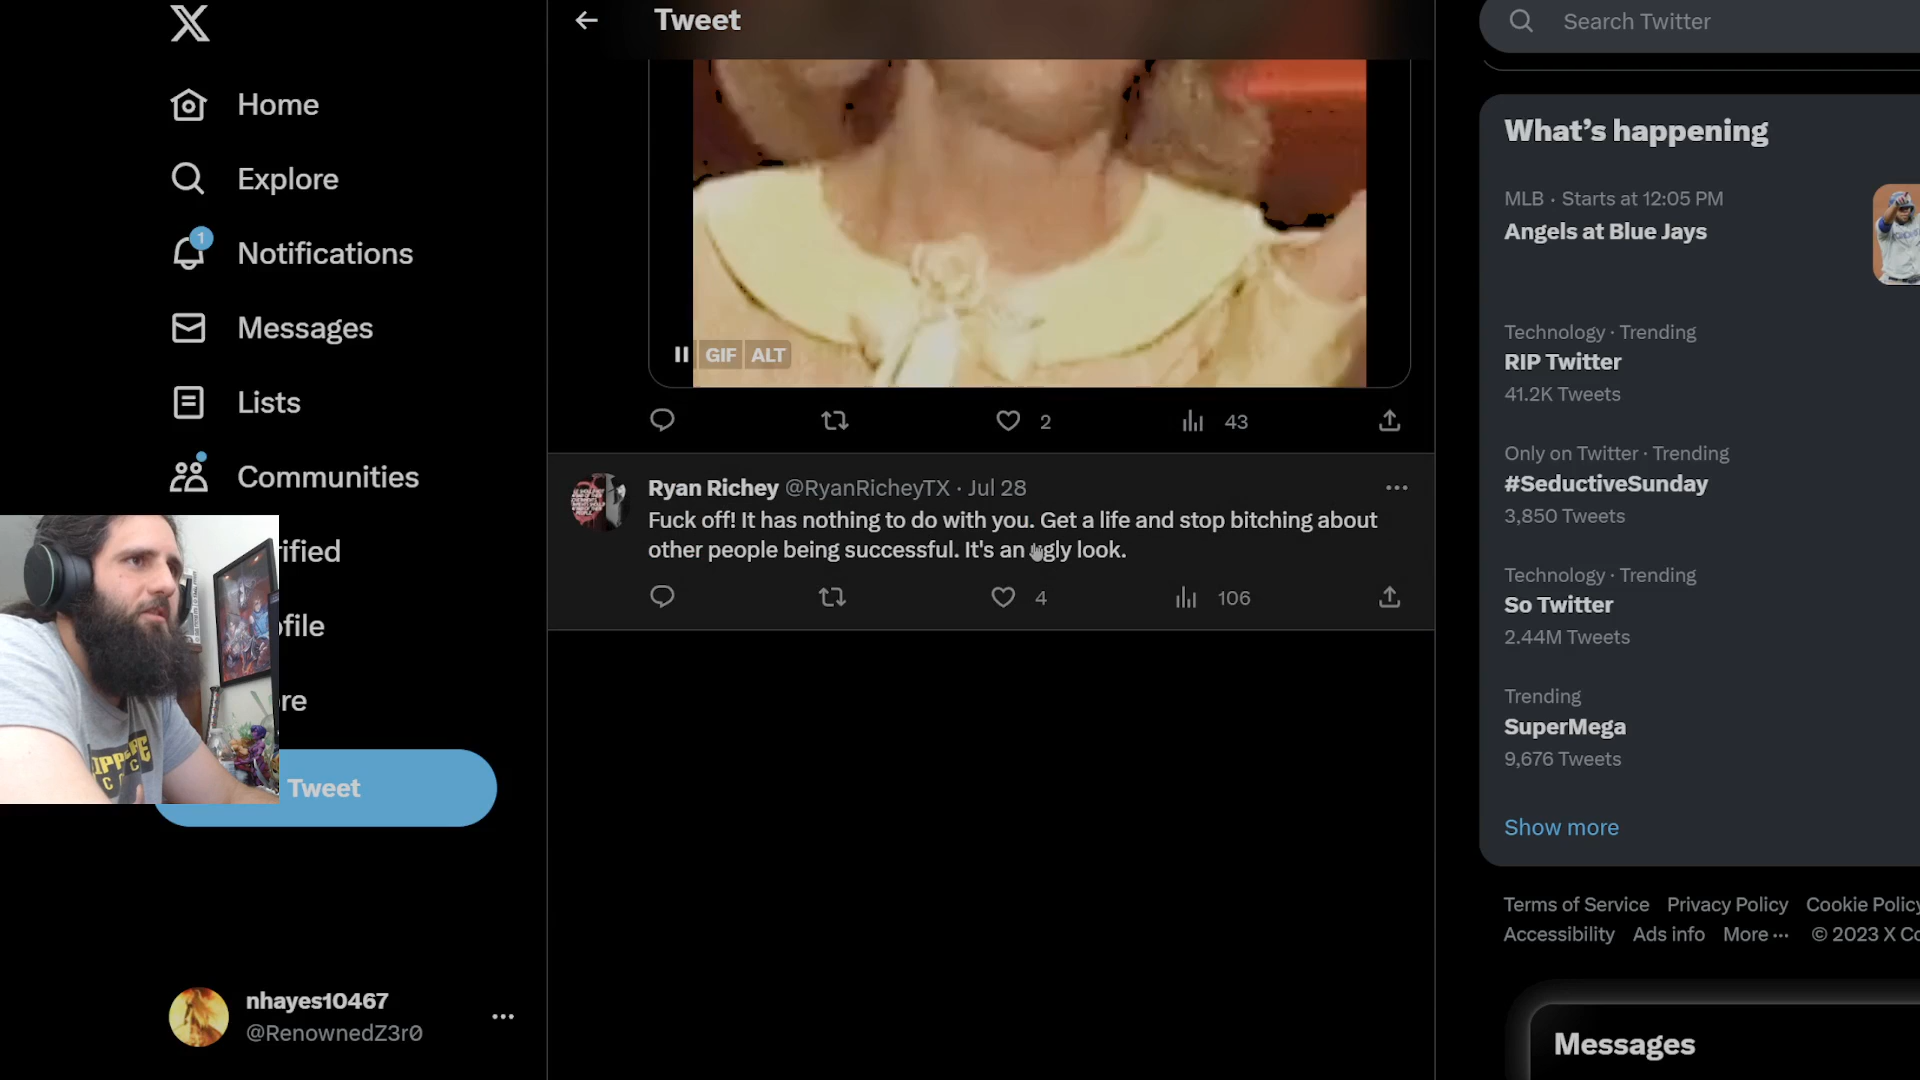 Tweet
Search Twitter
Home
Explore
1
Notifications
Messages
Lists
Communities
rified
ofile
re
Tweet
nhayes10467
@RenownedZ3r0
GIF ALT
2
43
Ryan Richey @RyanRicheyTX · Jul 28
Fuck off! It has nothing to do with you. Get a life and stop bitching about
other people being successful. It's an ugly look.
4
106
What's happening
MLB · Starts at 12:05 PM
Angels at Blue Jays
Technology · Trending
RIP Twitter
41.2K Tweets
Only on Twitter · Trending
#SeductiveSunday
3,850 Tweets
Technology · Trending
So Twitter
2.44M Tweets
Trending
SuperMega
9,676 Tweets
Show more
Terms of Service Privacy Policy Cookie Policy
Accessibility Ads info More ··· © 2023 X Co
Messages